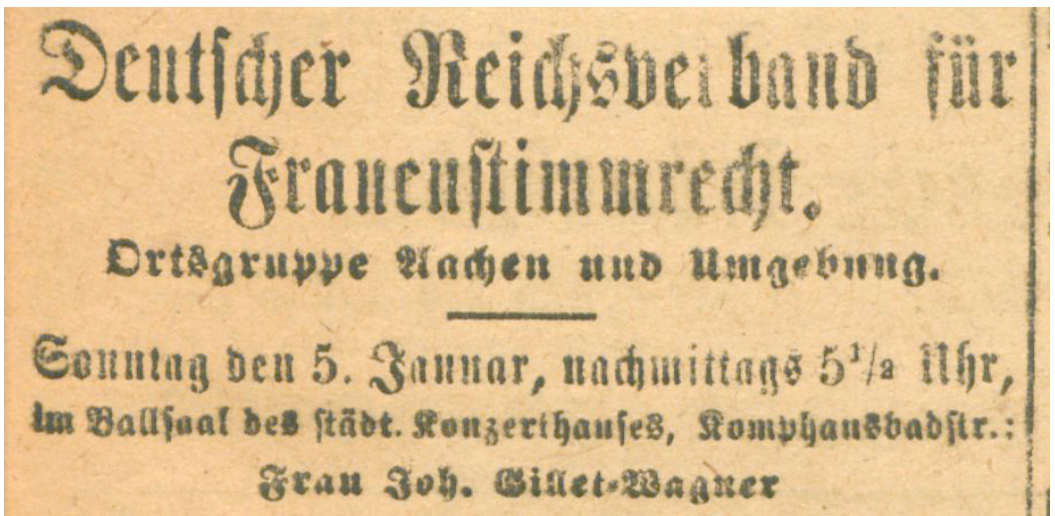 Deutscher Reichsverband für
Frauenstimmrecht.
Ortsgruppe Aachen und Umgebung.
Sonntag den 5. Januar, nachmittags 5½ Uhr,
im Ballsaal des städt. Konzerthauses, Komphausbadstr.:
Frau Joh. Gillet-Wagner